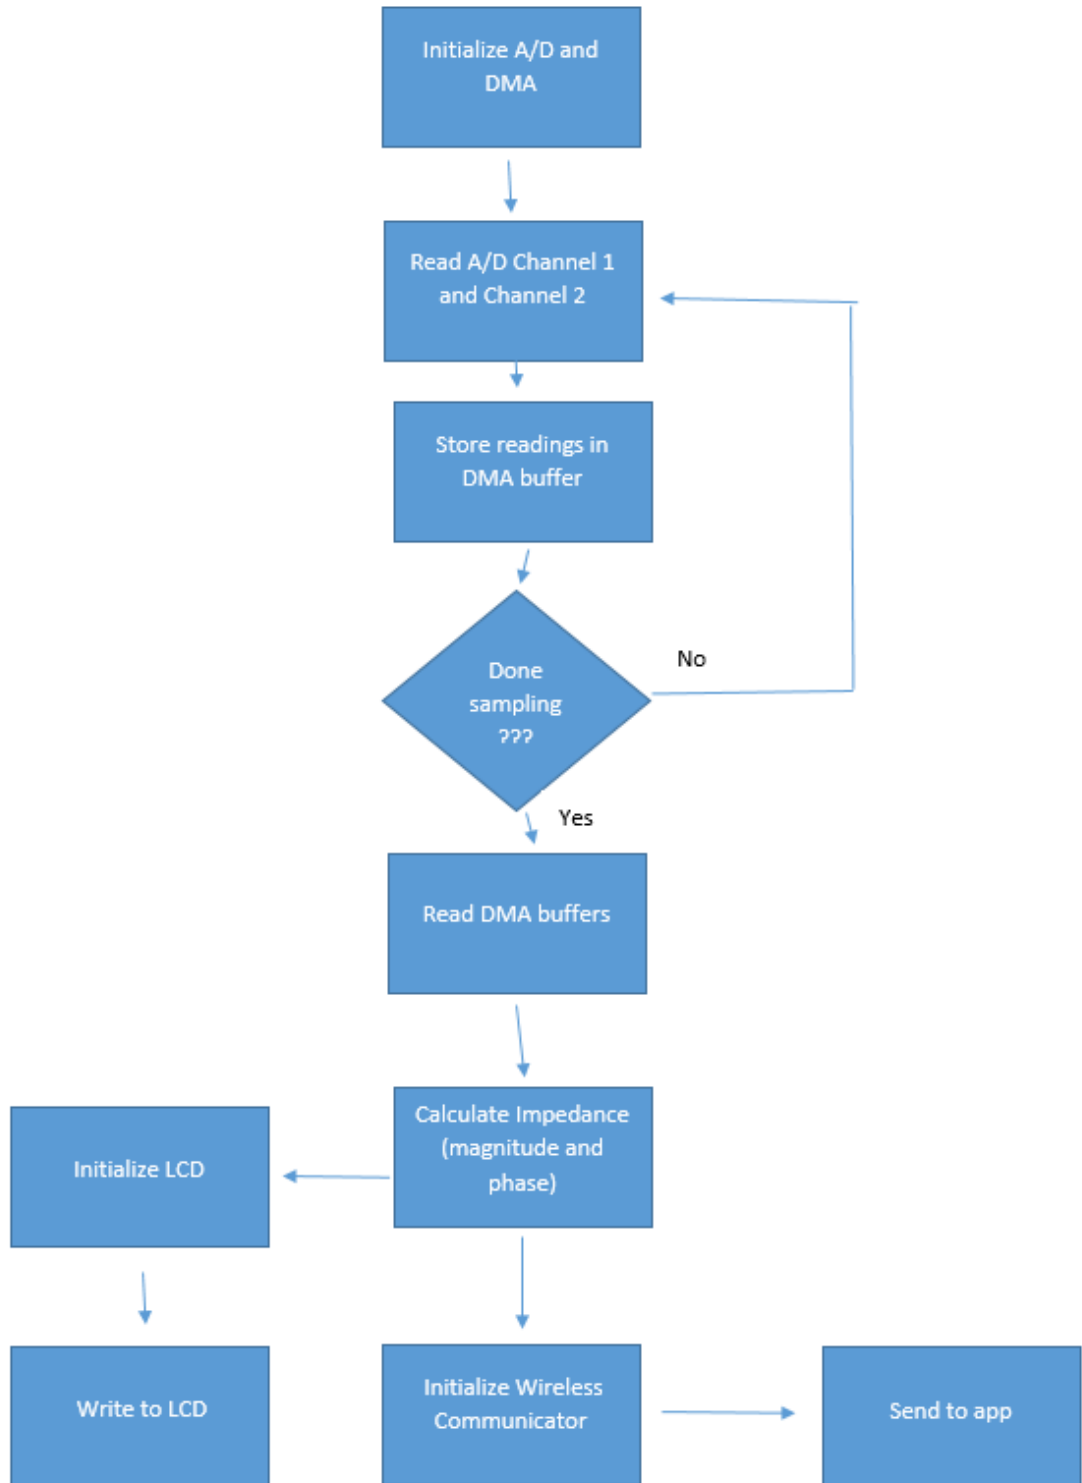 Initialize A/D and
DMA
Read A/D Channel 1
and Channel 2
Store readings in
DMA buffer
Done
sampling
???
No
Yes
Read DMA buffers
Calculate Impedance
(magnitude and
phase)
Initialize LCD
Write to LCD
Initialize Wireless
Communicator
Send to app